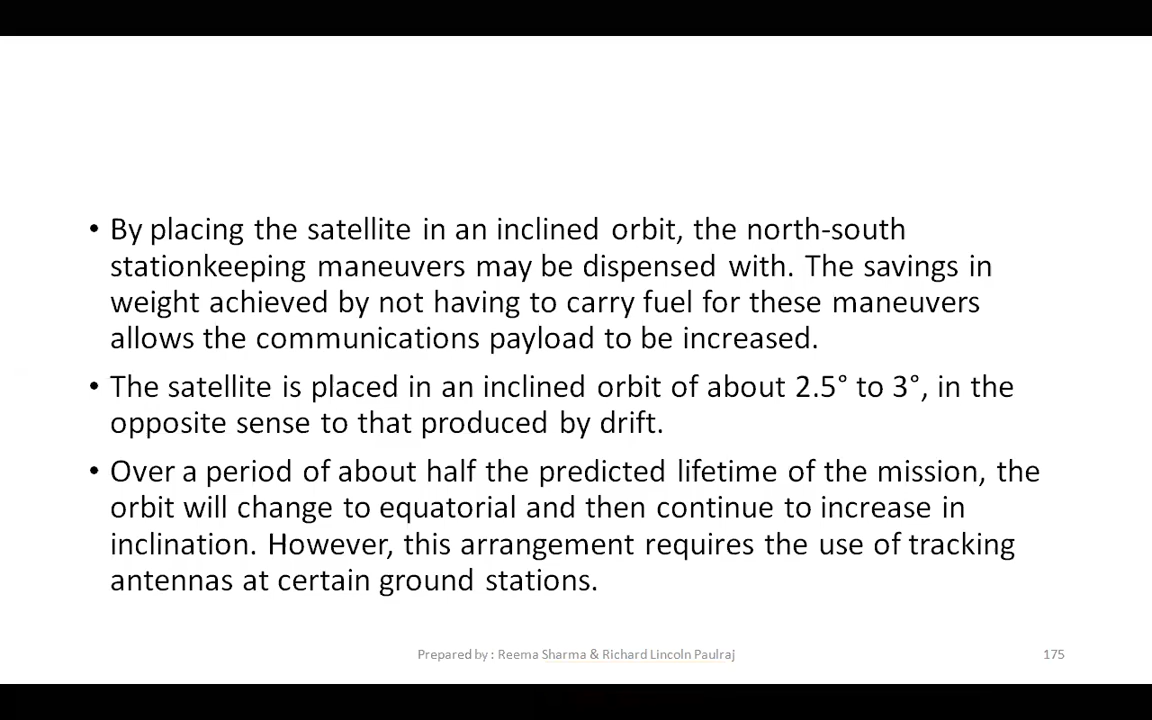 • By placing the satellite in an inclined orbit, the north-south
stationkeeping maneuvers may be dispensed with. The savings in
weight achieved by not having to carry fuel for these maneuvers
allows the communications payload to be increased.
• The satellite is placed in an inclined orbit of about 2.5° to 3°, in the
opposite sense to that produced by drift.
• Over a period of about half the predicted lifetime of the mission, the
orbit will change to equatorial and then continue to increase in
inclination. However, this arrangement requires the use of tracking
antennas at certain ground stations.
Prepared by : Reema Sharma & Richard Lincoln Paulraj
175